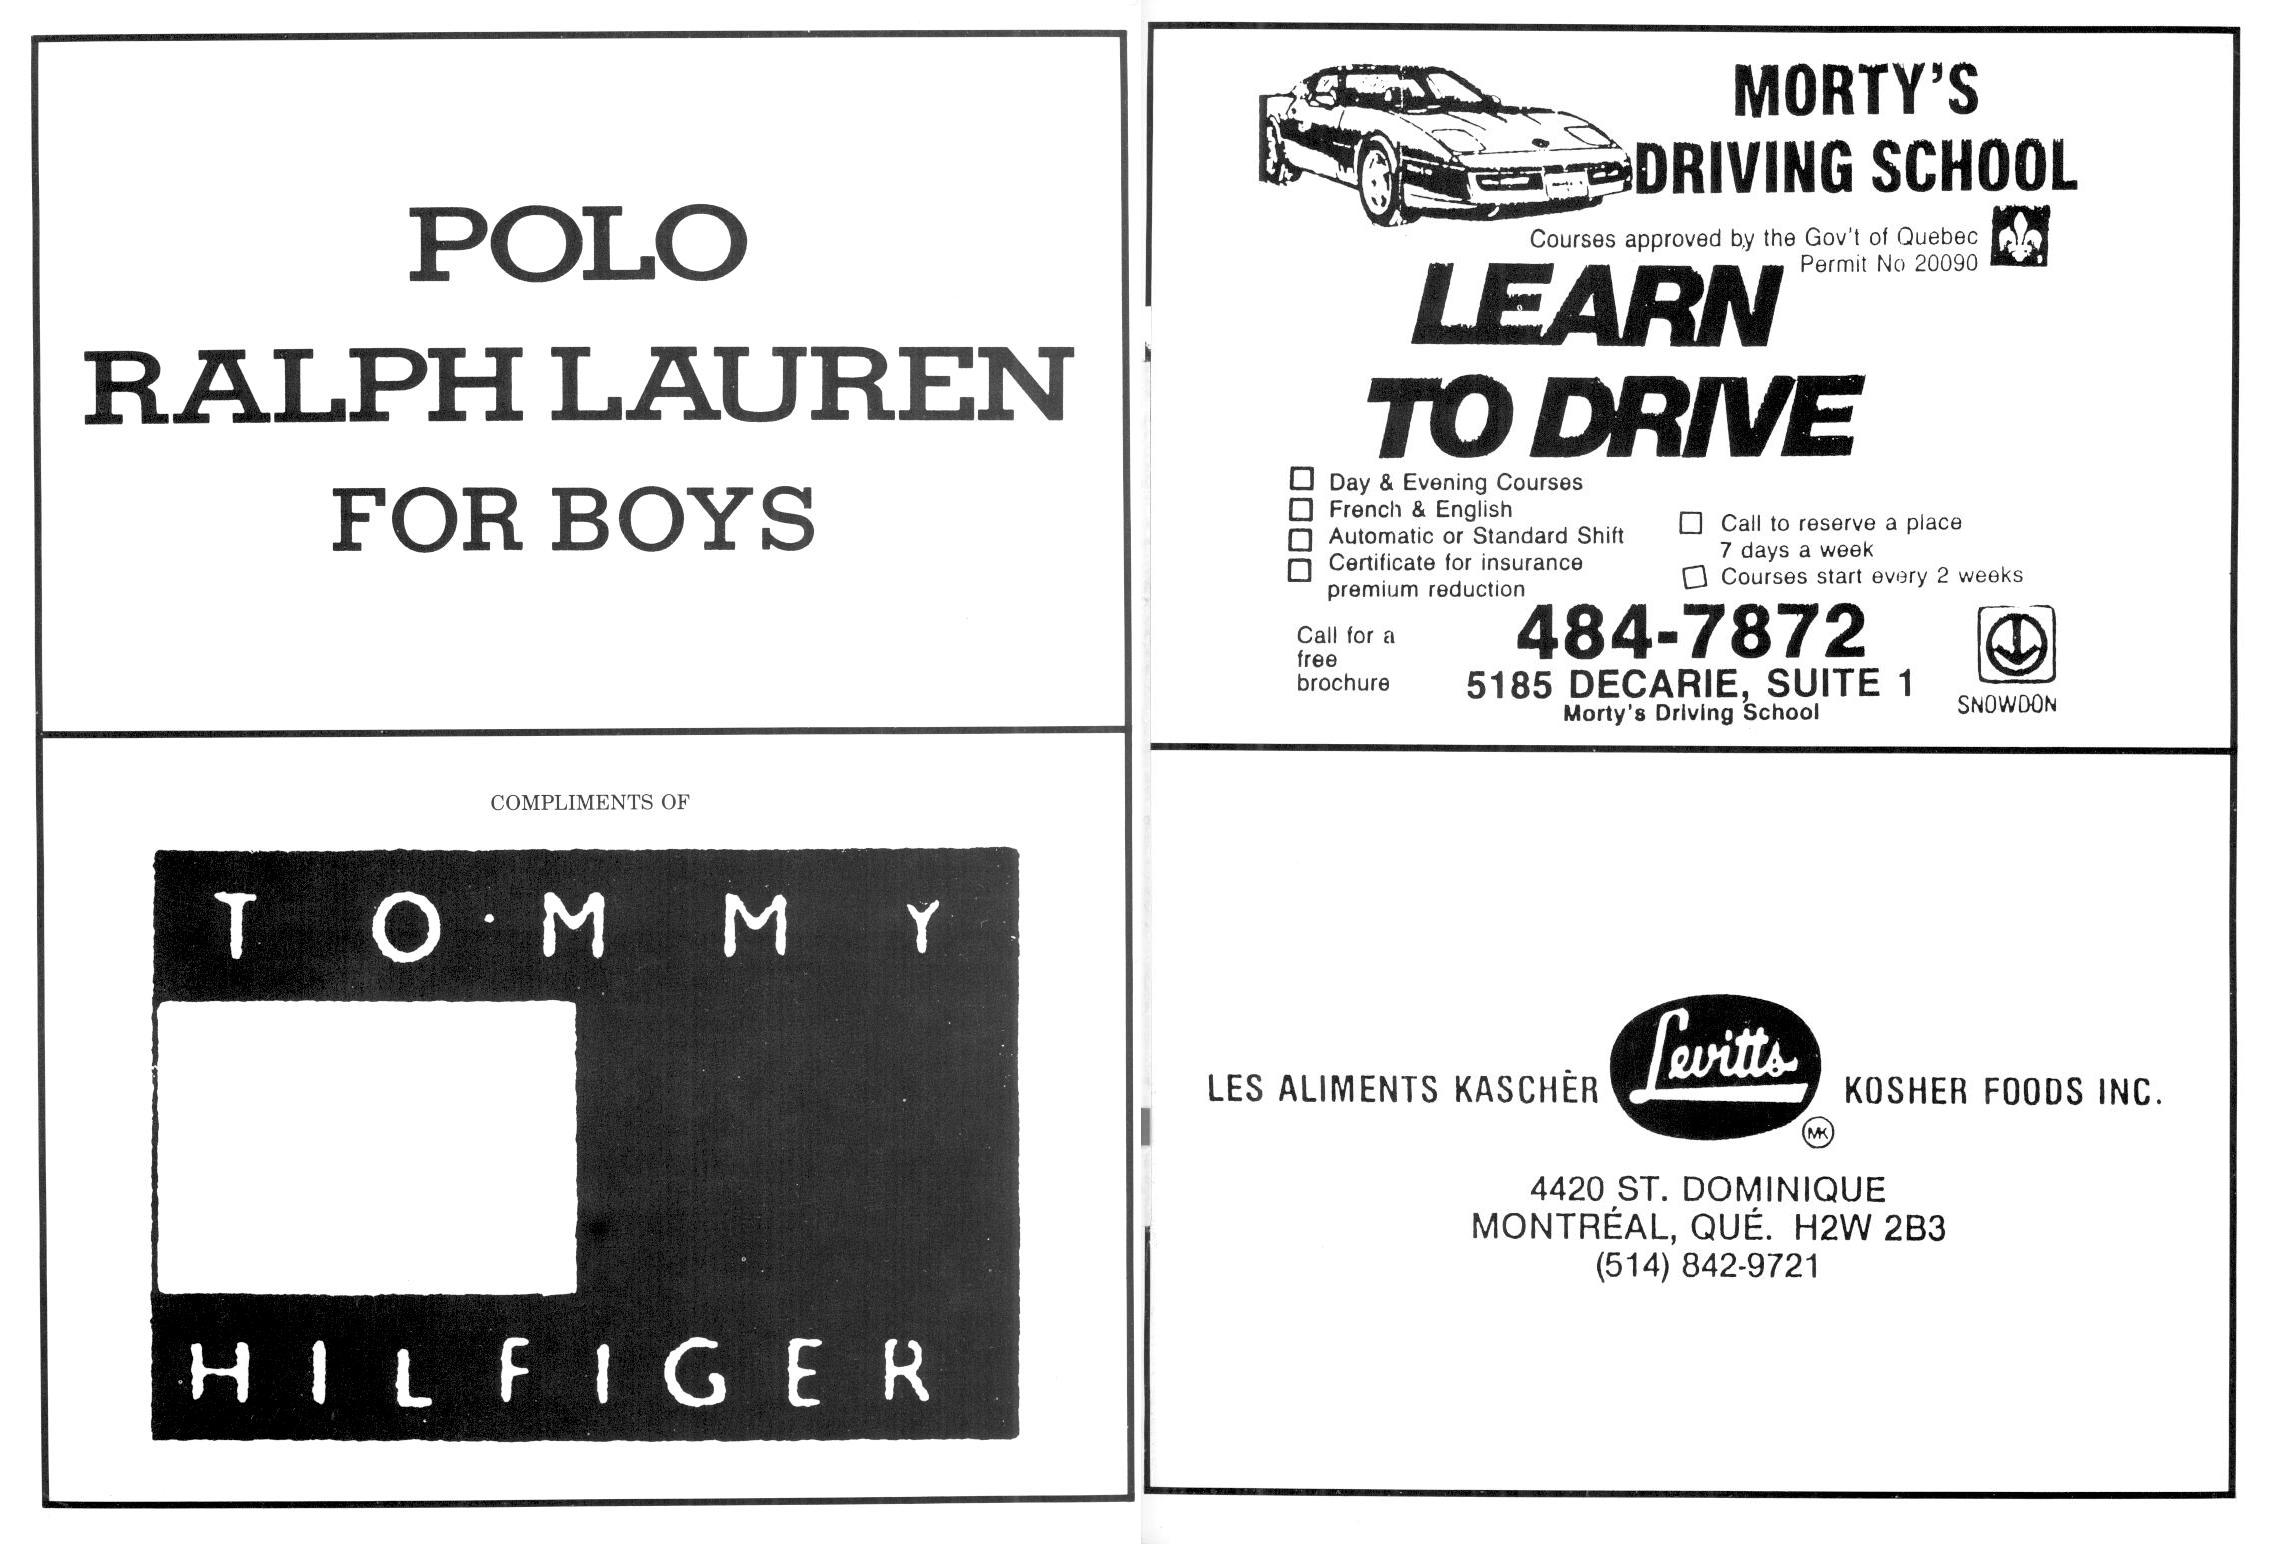 POLO
RALPH LAUREN
FOR BOYS
COMPLIMENTS OF
TOMMY
HILFIGER
MORTY'S
DRIVING SCHOOL
Courses approved by the Gov't of Quebec
Permit No 20090
LEARN
TO DRIVE
Day & Evening Courses
French & English
Automatic or Standard Shift
Certificate for insurance
premium reduction
Call to reserve a place
7 days a week
Courses start every 2 weeks
Call for a
free
brochure
484-7872
5185 DECARIE, SUITE 1
Morty's Driving School
SNOWDON
LES ALIMENTS KASCHÈR Levitts KOSHER FOODS INC.
MK
4420 ST. DOMINIQUE
MONTRÉAL, QUÉ. H2W 2B3
(514) 842-9721